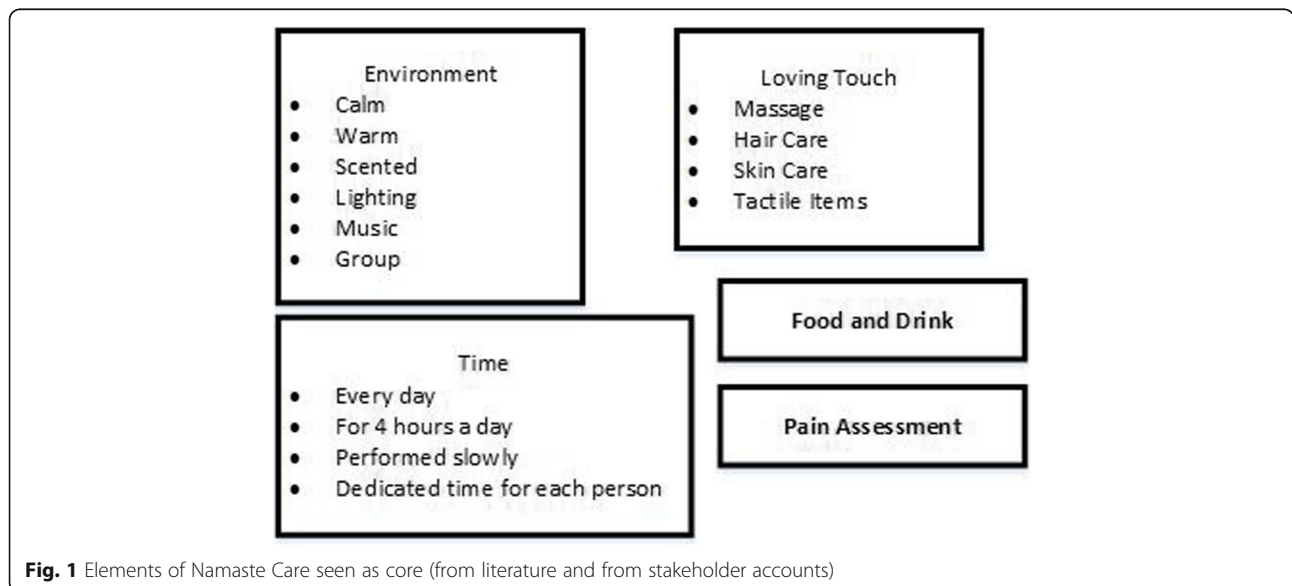 Environment
• Calm
• Warm
• Scented
• Lighting
• Music
• Group
Loving Touch
• Massage
• Hair Care
• Skin Care
• Tactile Items
Time
• Every day
• For 4 hours a day
• Performed slowly
• Dedicated time for each person
Food and Drink
Pain Assessment
Fig. 1 Elements of Namaste Care seen as core (from literature and from stakeholder accounts)